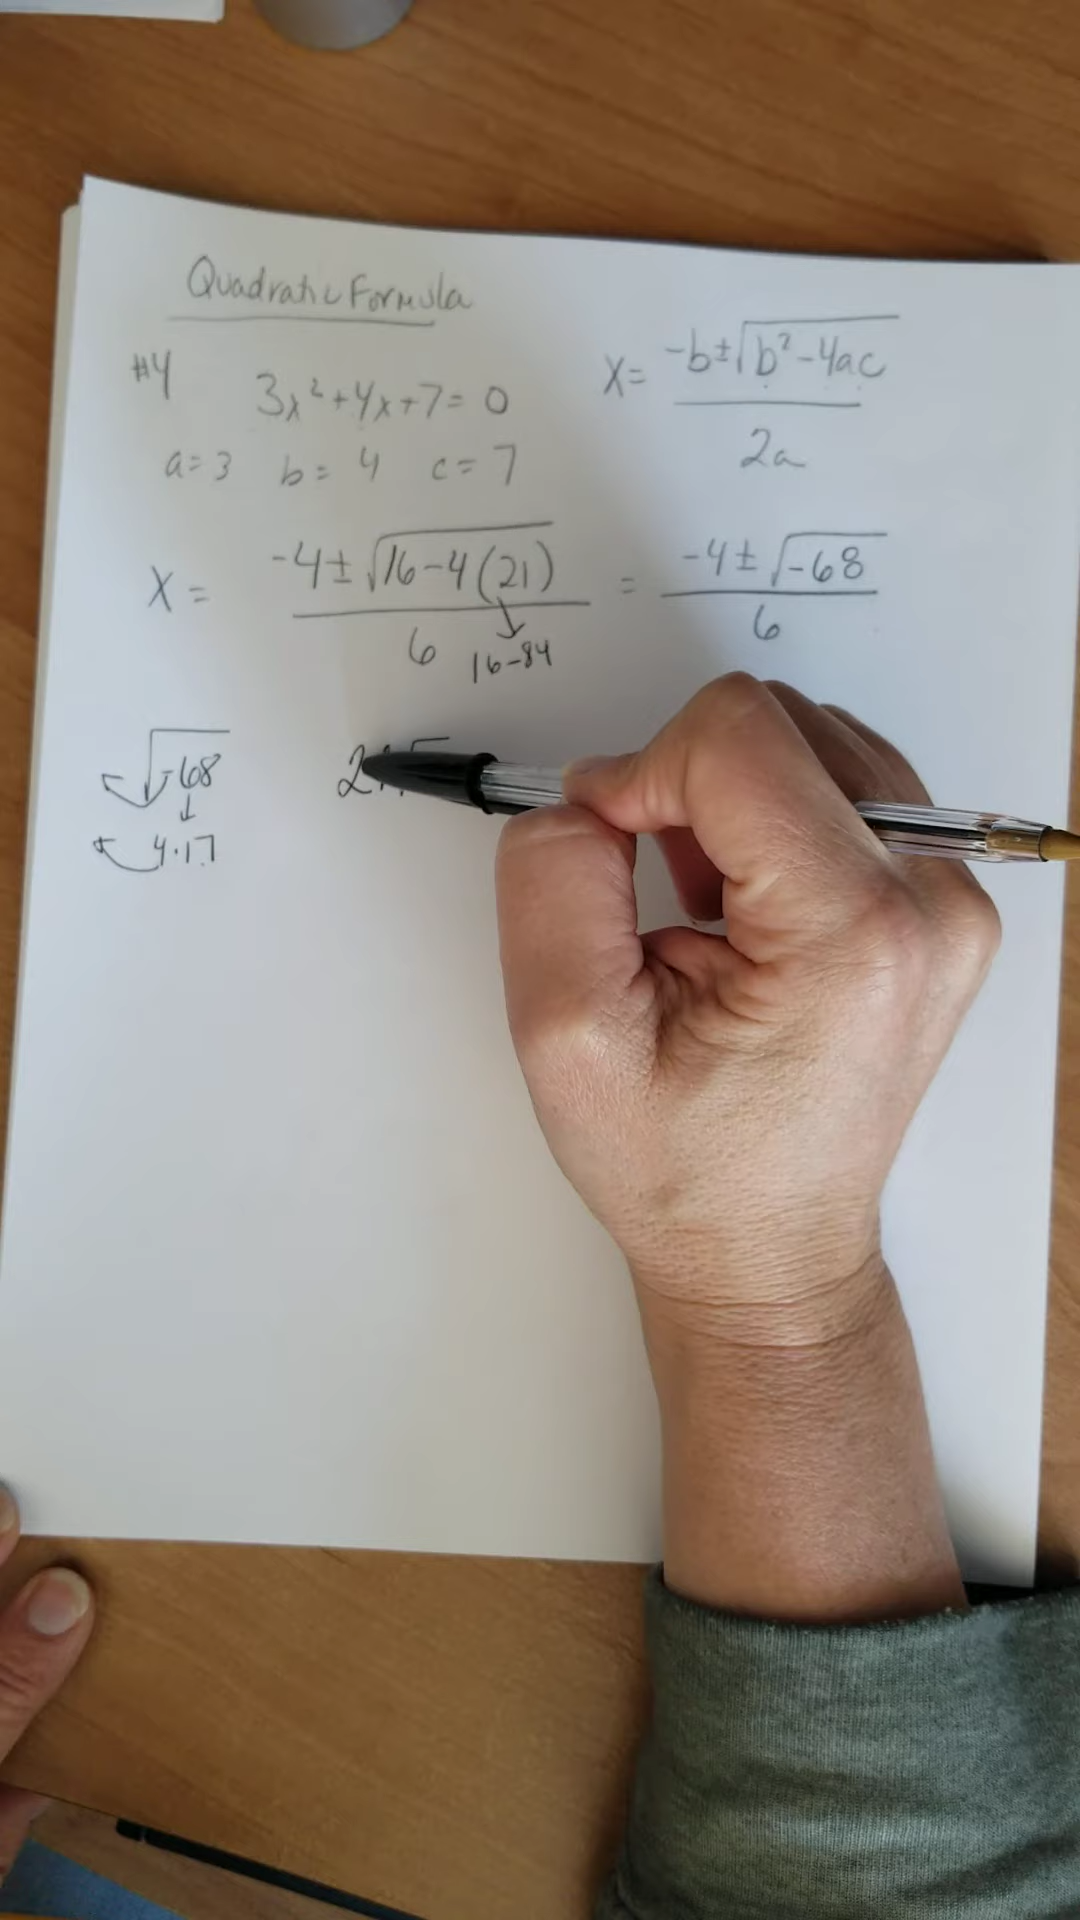 Quadratic Formula
#4 3x²+4x+7=0 x= -b±√b²-4ac / 2a
a=3 b=4 c=7
x= -4±√16-4(21) / 6 = -4±√-68 / 6
16-84
√-68
4·17
2